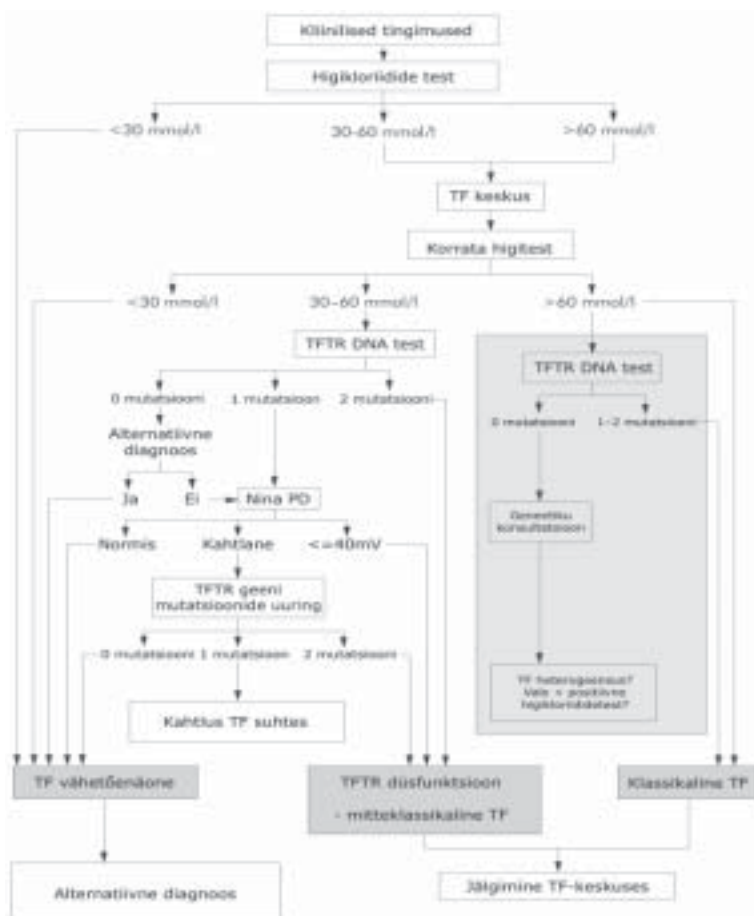 Kliinilised tingimused
Higikloriidide test
<30 mmol/l 30-60 mmol/l >60 mmol/l
TF keskus
Korrata higitest
<30 mmol/l 30-60 mmol/l >60 mmol/l
TFTR DNA test
TFTR DNA test
0 mutatsiooni 1 mutatsioon 2 mutatsiooni
0 mutatsiooni 1-2 mutatsiooni
Alternatiivne
diagnoos
Ja Ei Nina PD
Geneetiku
konsultatsioon
Normis Kahtlane <=40mV
TFTR geeni
mutatsioonide uuring
0 mutatsiooni 1 mutatsioon 2 mutatsiooni
TF heterogeensus?
Vale + positiivne
higikloriidetest?
Kahtlus TF suhtes
TF vähetõenäone
TFTR düsfunktsioon
- mitteklassikaline TF
Klassikaline TF
Alternatiivne diagnoos
Jälgimine TF-keskuses